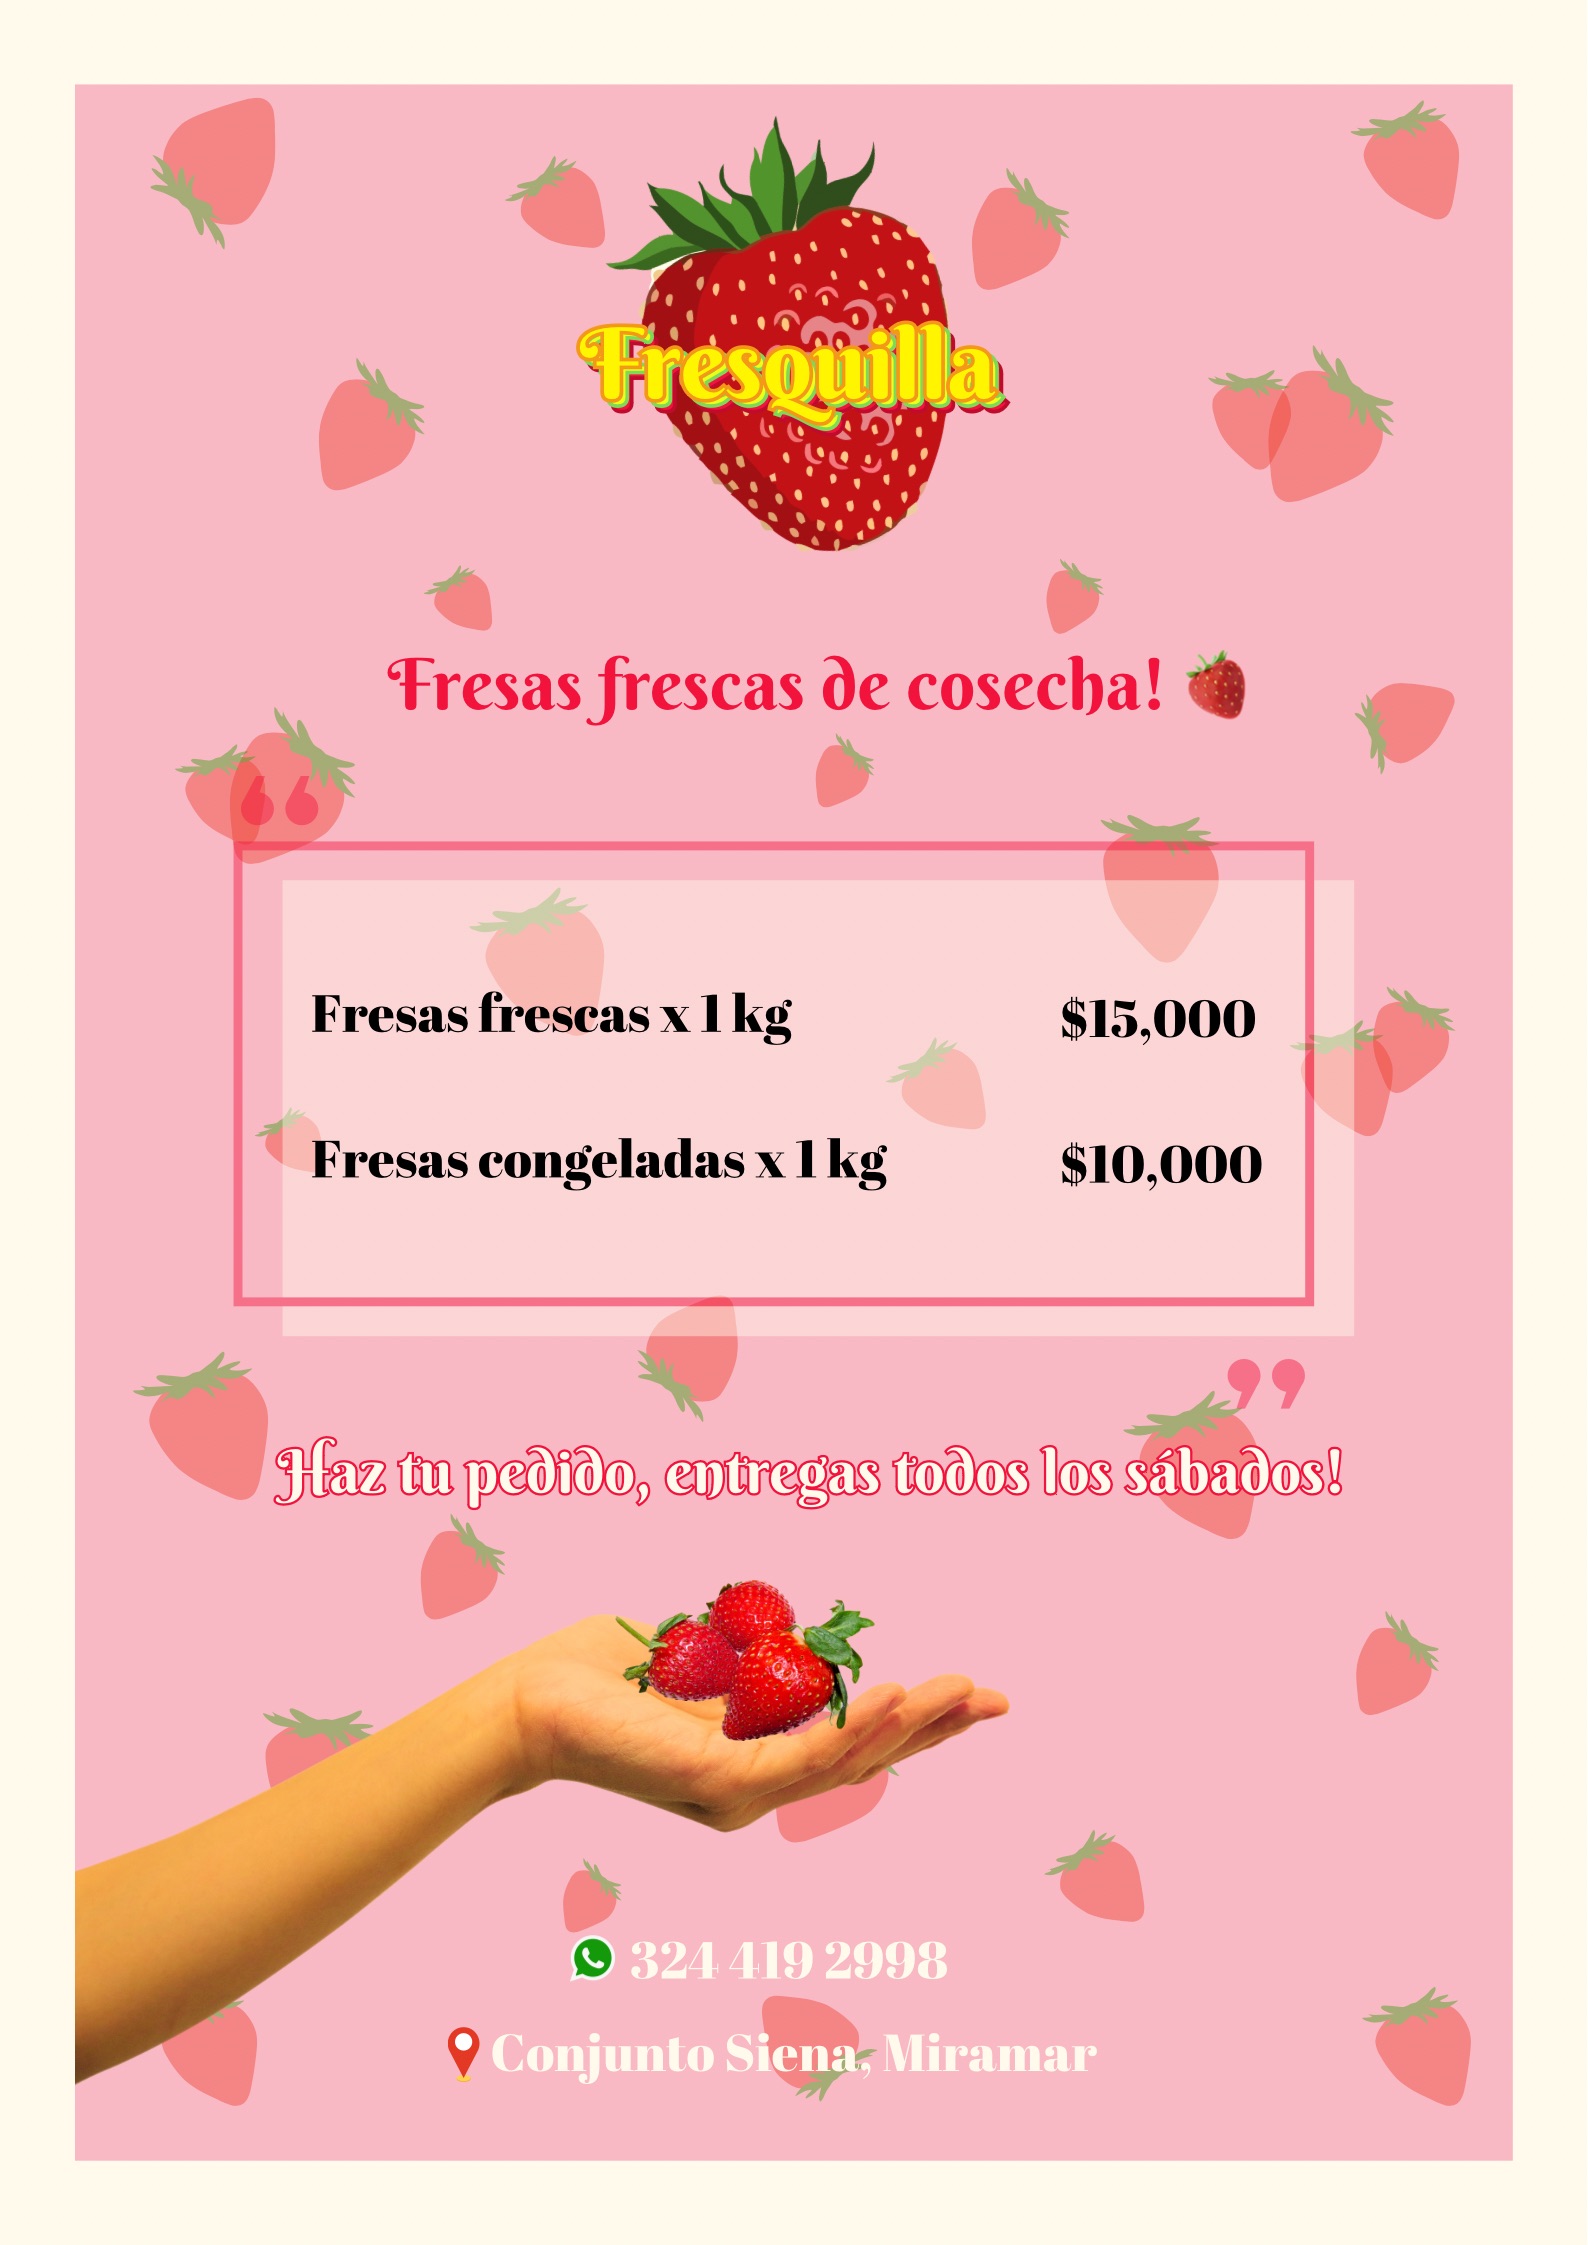 Fresquilla
Fresas frescas de cosecha!
“
Fresas frescas x 1 kg $15,000
Fresas congeladas x 1 kg $10,000
”
Haz tu pedido, entregas todos los sábados!
324 419 2998
Conjunto Siena, Miramar